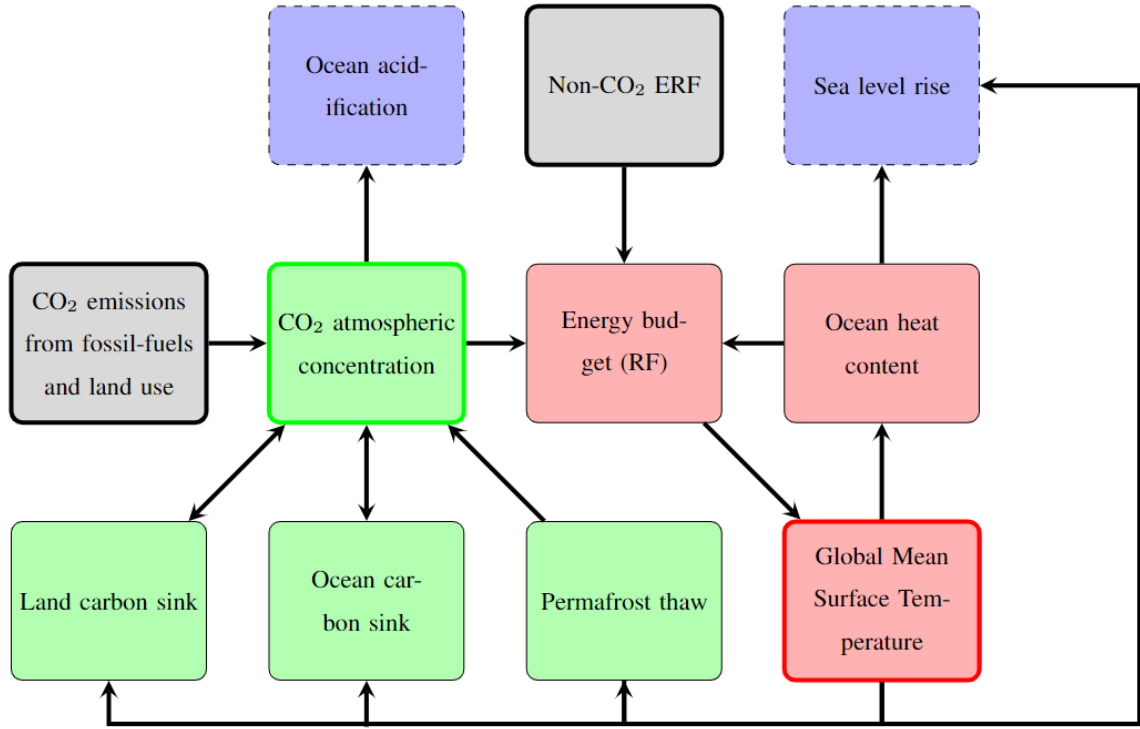 Ocean acid-
ification
Non-CO₂ ERF
Sea level rise
CO₂ emissions
from fossil-fuels
and land use
CO₂ atmospheric
concentration
Energy bud-
get (RF)
Ocean heat
content
Land carbon sink
Ocean car-
bon sink
Permafrost thaw
Global Mean
Surface Tem-
perature